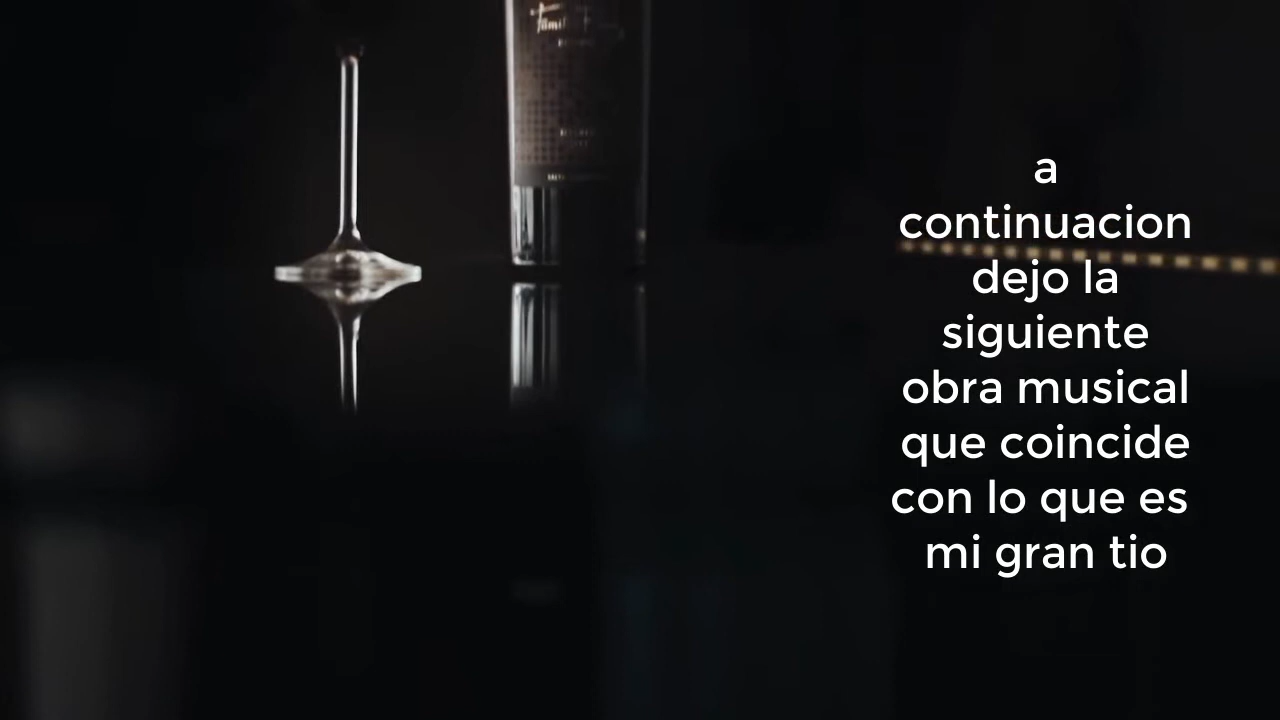 a
continuacion
dejo la
siguiente
obra musical
que coincide
con lo que es
mi gran tio